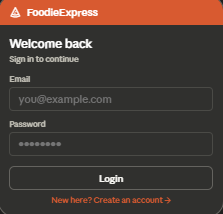 FoodieExpress
Welcome back
Sign in to continue
Email
you@example.com
Password
••••••••
Login
New here? Create an account →